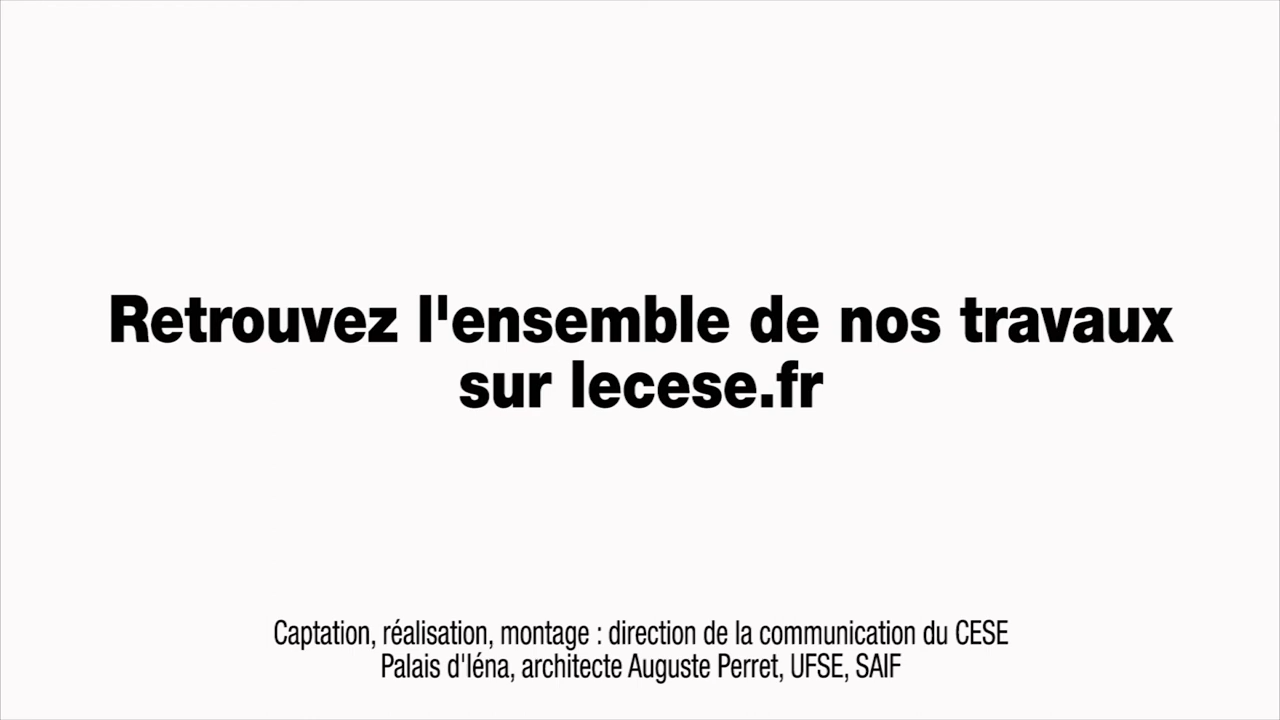 Retrouvez l'ensemble de nos travaux
sur lecese.fr
Captation, réalisation, montage : direction de la communication du CESE
Palais d'Iéna, architecte Auguste Perret, UFSE, SAIF